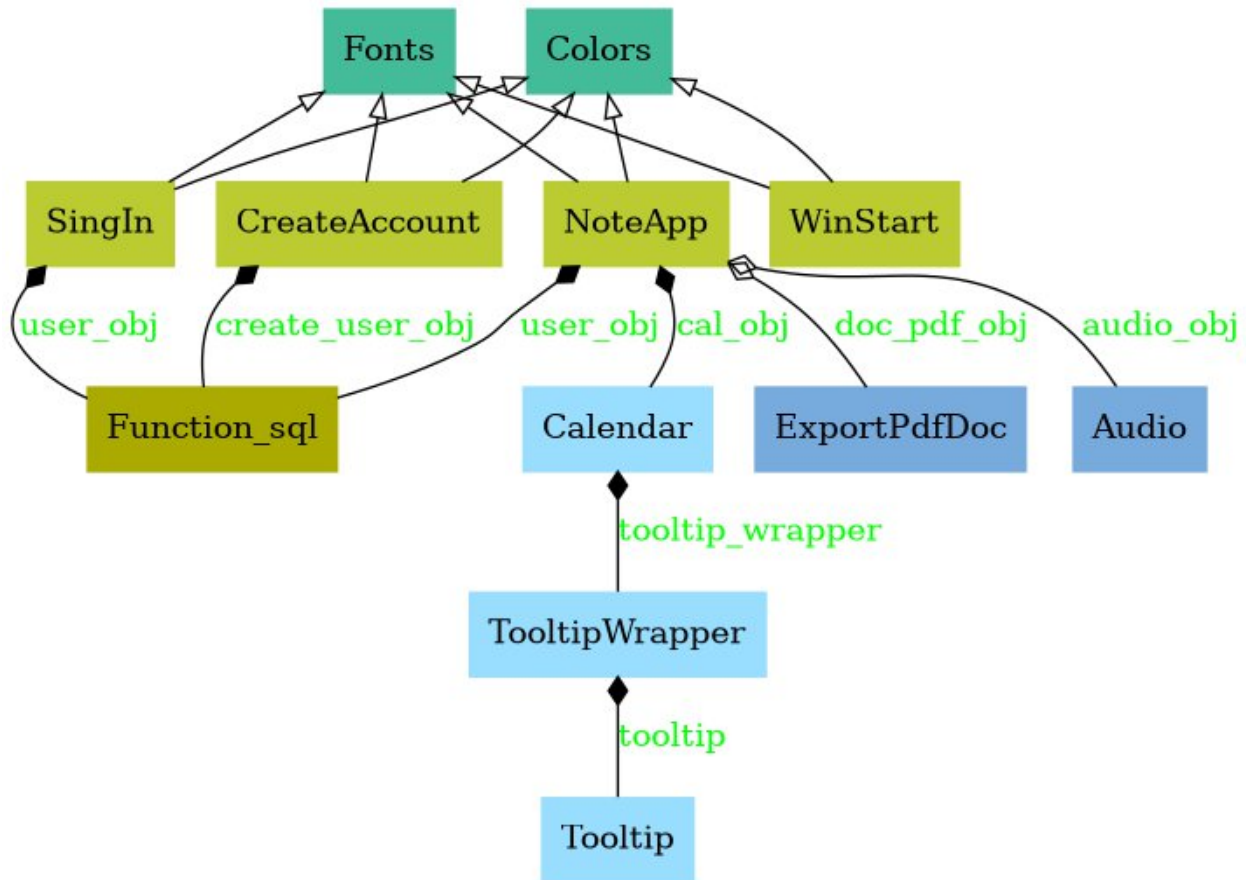 Fonts
Colors
SingIn
CreateAccount
NoteApp
WinStart
user_obj
create_user_obj
user_obj
cal_obj
doc_pdf_obj
audio_obj
Function_sql
Calendar
ExportPdfDoc
Audio
tooltip_wrapper
TooltipWrapper
tooltip
Tooltip